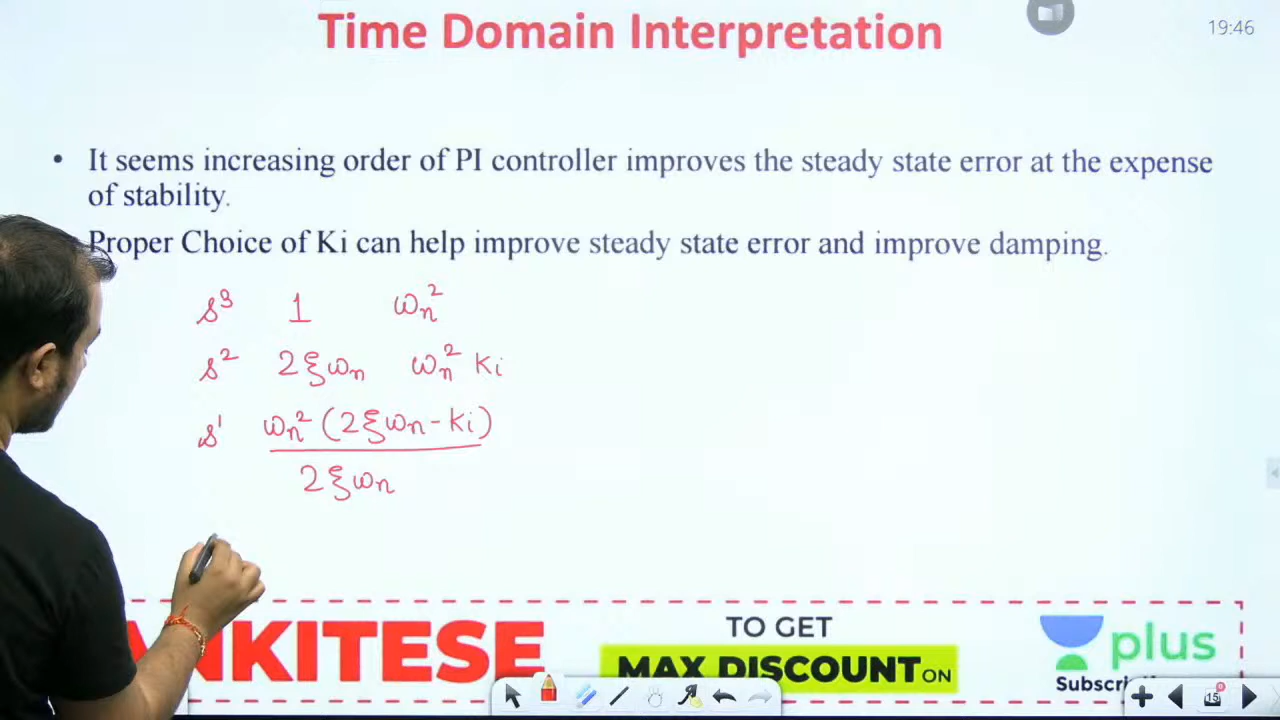 Time Domain Interpretation
19:46
• It seems increasing order of PI controller improves the steady state error at the expense
of stability.
Proper Choice of Ki can help improve steady state error and improve damping.
s³ 1 ωn²
s² 2ξωn ωn² Ki
s¹ ωn² (2ξωn - Ki)
2ξωn
NKITESE
TO GET
MAX DISCOUNT ON
plus
15